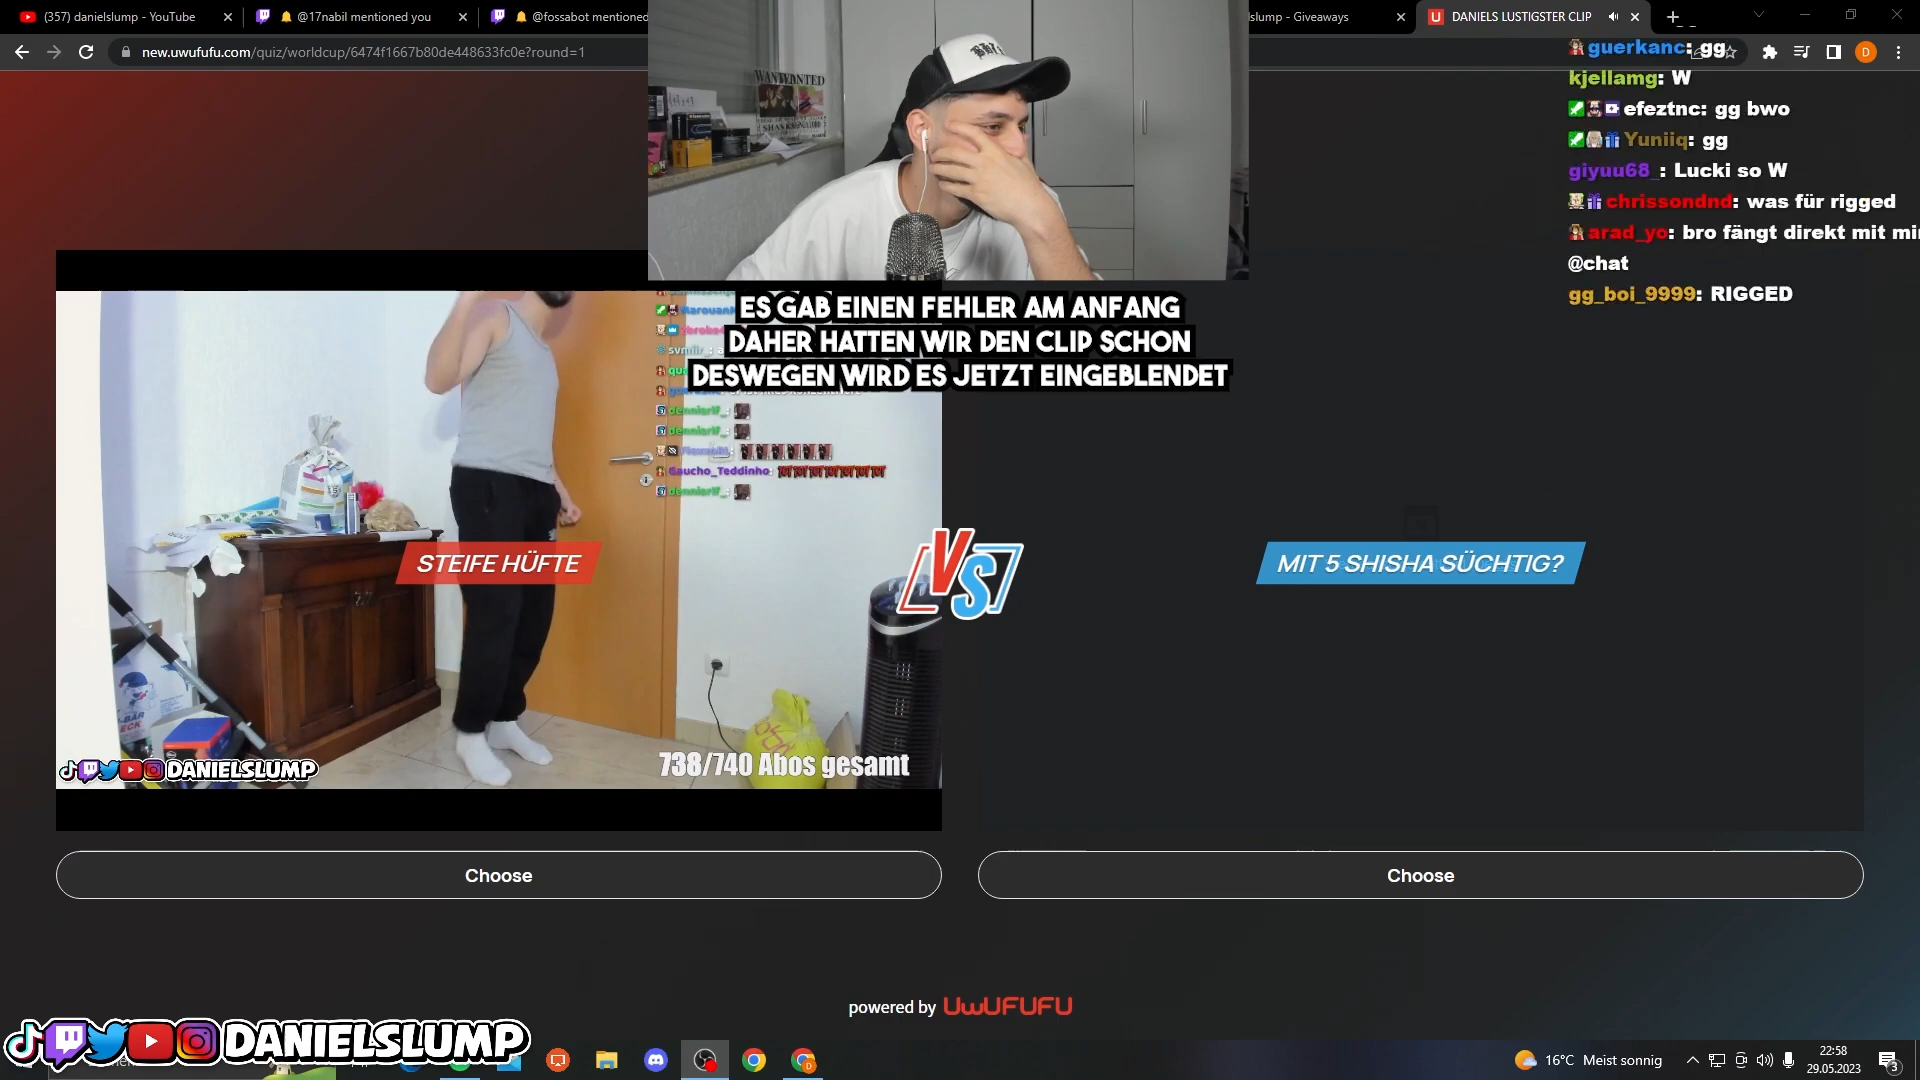 (357) danielslump - YouTube
@17nabil mentioned you
@fossabot mentioned
slump - Giveaways
DANIELS LUSTIGSTER CLIP
new.uwufufu.com/quiz/worldcup/6474f1667b80de448633fc0e?round=1
D
guerkanc: gg
kjellamg: W
efeztnc: gg bwo
Yuniiq: gg
giyuu68_: Lucki so W
chrissondnd: was für rigged
arad_yo: bro fängt direkt mit
@chat
gg_boi_9999: RIGGED
ES GAB EINEN FEHLER AM ANFANG
DAHER HATTEN WIR DEN CLIP SCHON
DESWEGEN WIRD ES JETZT EINGEBLENDET
Gaucho_Teddinho:
STEIFE HÜFTE
VS
MIT 5 SHISHA SÜCHTIG?
DANIELSLUMP
738/740 Abos gesamt
Choose
Choose
powered by UwUFUFU
DANIELSLUMP
16°C Meist sonnig
22:58
29.05.2023
3